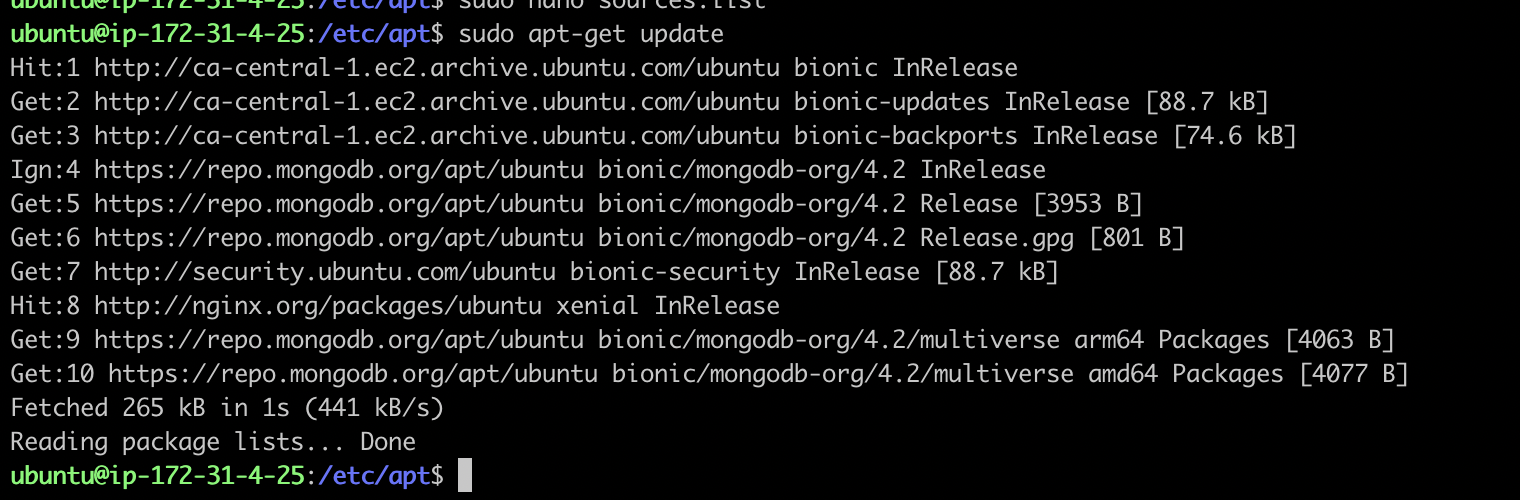 ubuntu@ip-172-31-4-25:/etc/apt$ sudo nano sources.list
ubuntu@ip-172-31-4-25:/etc/apt$ sudo apt-get update
Hit:1 http://ca-central-1.ec2.archive.ubuntu.com/ubuntu bionic InRelease
Get:2 http://ca-central-1.ec2.archive.ubuntu.com/ubuntu bionic-updates InRelease [88.7 kB]
Get:3 http://ca-central-1.ec2.archive.ubuntu.com/ubuntu bionic-backports InRelease [74.6 kB]
Ign:4 https://repo.mongodb.org/apt/ubuntu bionic/mongodb-org/4.2 InRelease
Get:5 https://repo.mongodb.org/apt/ubuntu bionic/mongodb-org/4.2 Release [3953 B]
Get:6 https://repo.mongodb.org/apt/ubuntu bionic/mongodb-org/4.2 Release.gpg [801 B]
Get:7 http://security.ubuntu.com/ubuntu bionic-security InRelease [88.7 kB]
Hit:8 http://nginx.org/packages/ubuntu xenial InRelease
Get:9 https://repo.mongodb.org/apt/ubuntu bionic/mongodb-org/4.2/multiverse arm64 Packages [4063 B]
Get:10 https://repo.mongodb.org/apt/ubuntu bionic/mongodb-org/4.2/multiverse amd64 Packages [4077 B]
Fetched 265 kB in 1s (441 kB/s)
Reading package lists... Done
ubuntu@ip-172-31-4-25:/etc/apt$